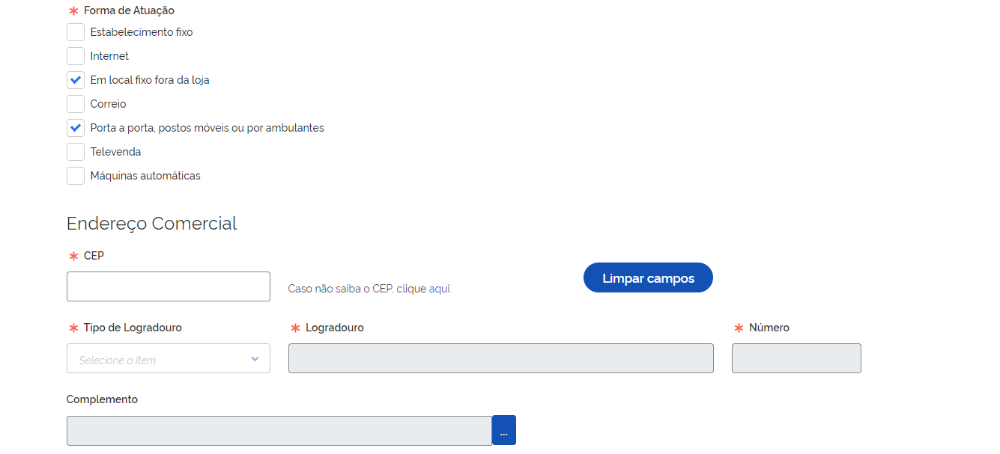 * Forma de Atuação
Estabelecimento fixo
Internet
Em local fixo fora da loja
Correio
Porta a porta, postos móveis ou por ambulantes
Televenda
Máquinas automáticas
Endereço Comercial
* CEP
Caso não saiba o CEP, clique aqui.
Limpar campos
* Tipo de Logradouro * Logradouro * Número
Selecione o item
Complemento
...